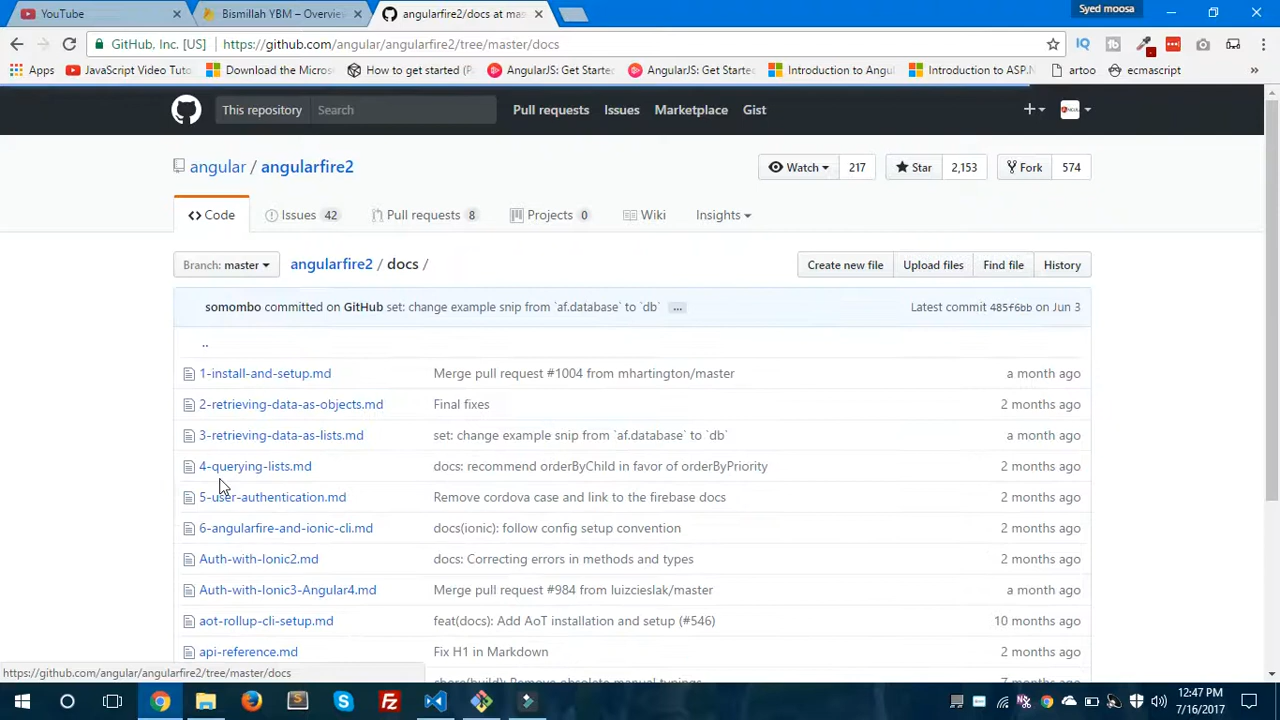 YouTube
Bismillah YBM – Overvie
angularfire2/docs at mas
Syed moosa
GitHub, Inc. [US]
https://github.com/angular/angularfire2/tree/master/docs
Apps
JavaScript Video Tuto
Download the Micros
How to get started (P
AngularJS: Get Starte
AngularJS: Get Starte
Introduction to Angu
Introduction to ASP.N
artoo
ecmascript
»
This repository
Search
Pull requests
Issues
Marketplace
Gist
angular / angularfire2
Watch 217
Star 2,153
Fork 574
<> Code
Issues 42
Pull requests 8
Projects 0
Wiki
Insights
Branch: master
angularfire2 / docs /
Create new file
Upload files
Find file
History
somombo committed on GitHub set: change example snip from `af.database` to `db` ...
Latest commit 485f6bb on Jun 3
..
1-install-and-setup.md Merge pull request #1004 from mhartington/master a month ago
2-retrieving-data-as-objects.md Final fixes 2 months ago
3-retrieving-data-as-lists.md set: change example snip from `af.database` to `db` a month ago
4-querying-lists.md docs: recommend orderByChild in favor of orderByPriority 2 months ago
5-user-authentication.md Remove cordova case and link to the firebase docs 2 months ago
6-angularfire-and-ionic-cli.md docs(ionic): follow config setup convention 2 months ago
Auth-with-Ionic2.md docs: Correcting errors in methods and types 2 months ago
Auth-with-Ionic3-Angular4.md Merge pull request #984 from luizcieslak/master a month ago
aot-rollup-cli-setup.md feat(docs): Add AoT installation and setup (#546) 10 months ago
api-reference.md Fix H1 in Markdown 2 months ago
https://github.com/angular/angularfire2/tree/master/docs
12:47 PM
7/16/2017